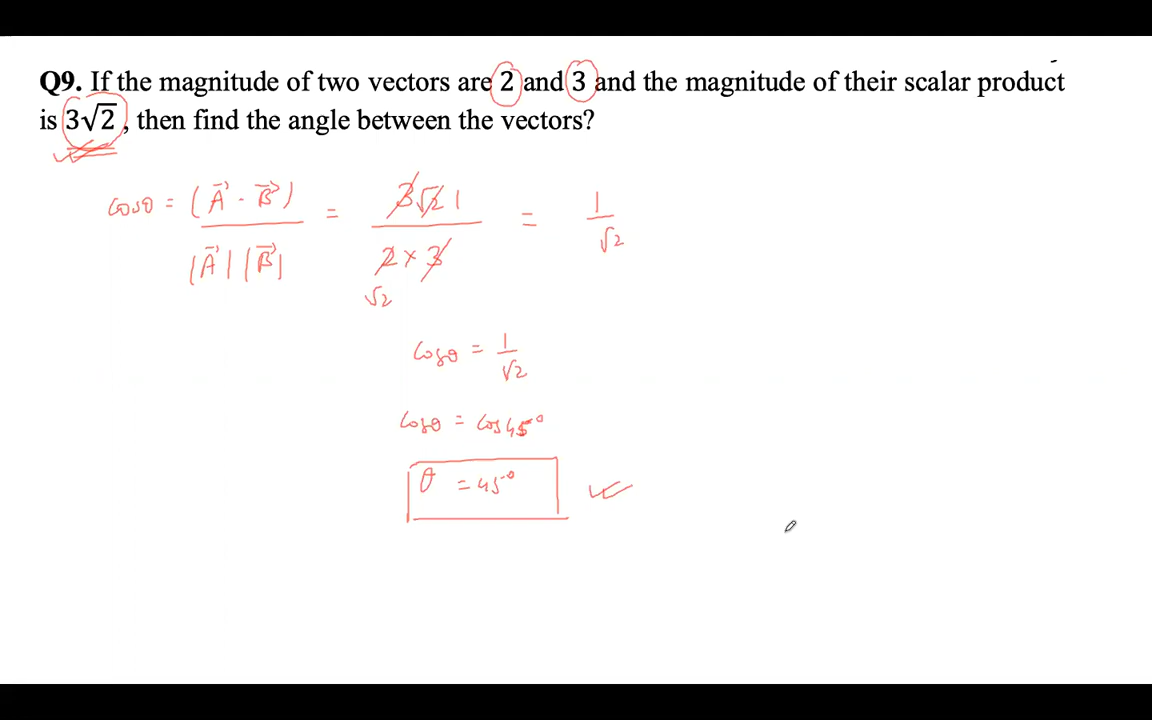 Q9. If the magnitude of two vectors are 2 and 3 and the magnitude of their scalar product
is 3√2, then find the angle between the vectors?
cosθ = (A⃗ · B⃗) / |A⃗| |B⃗| = 3√2 1 / 2 × 3 √2 = 1/√2
cosθ = 1/√2
cosθ = cos45°
θ = 45°